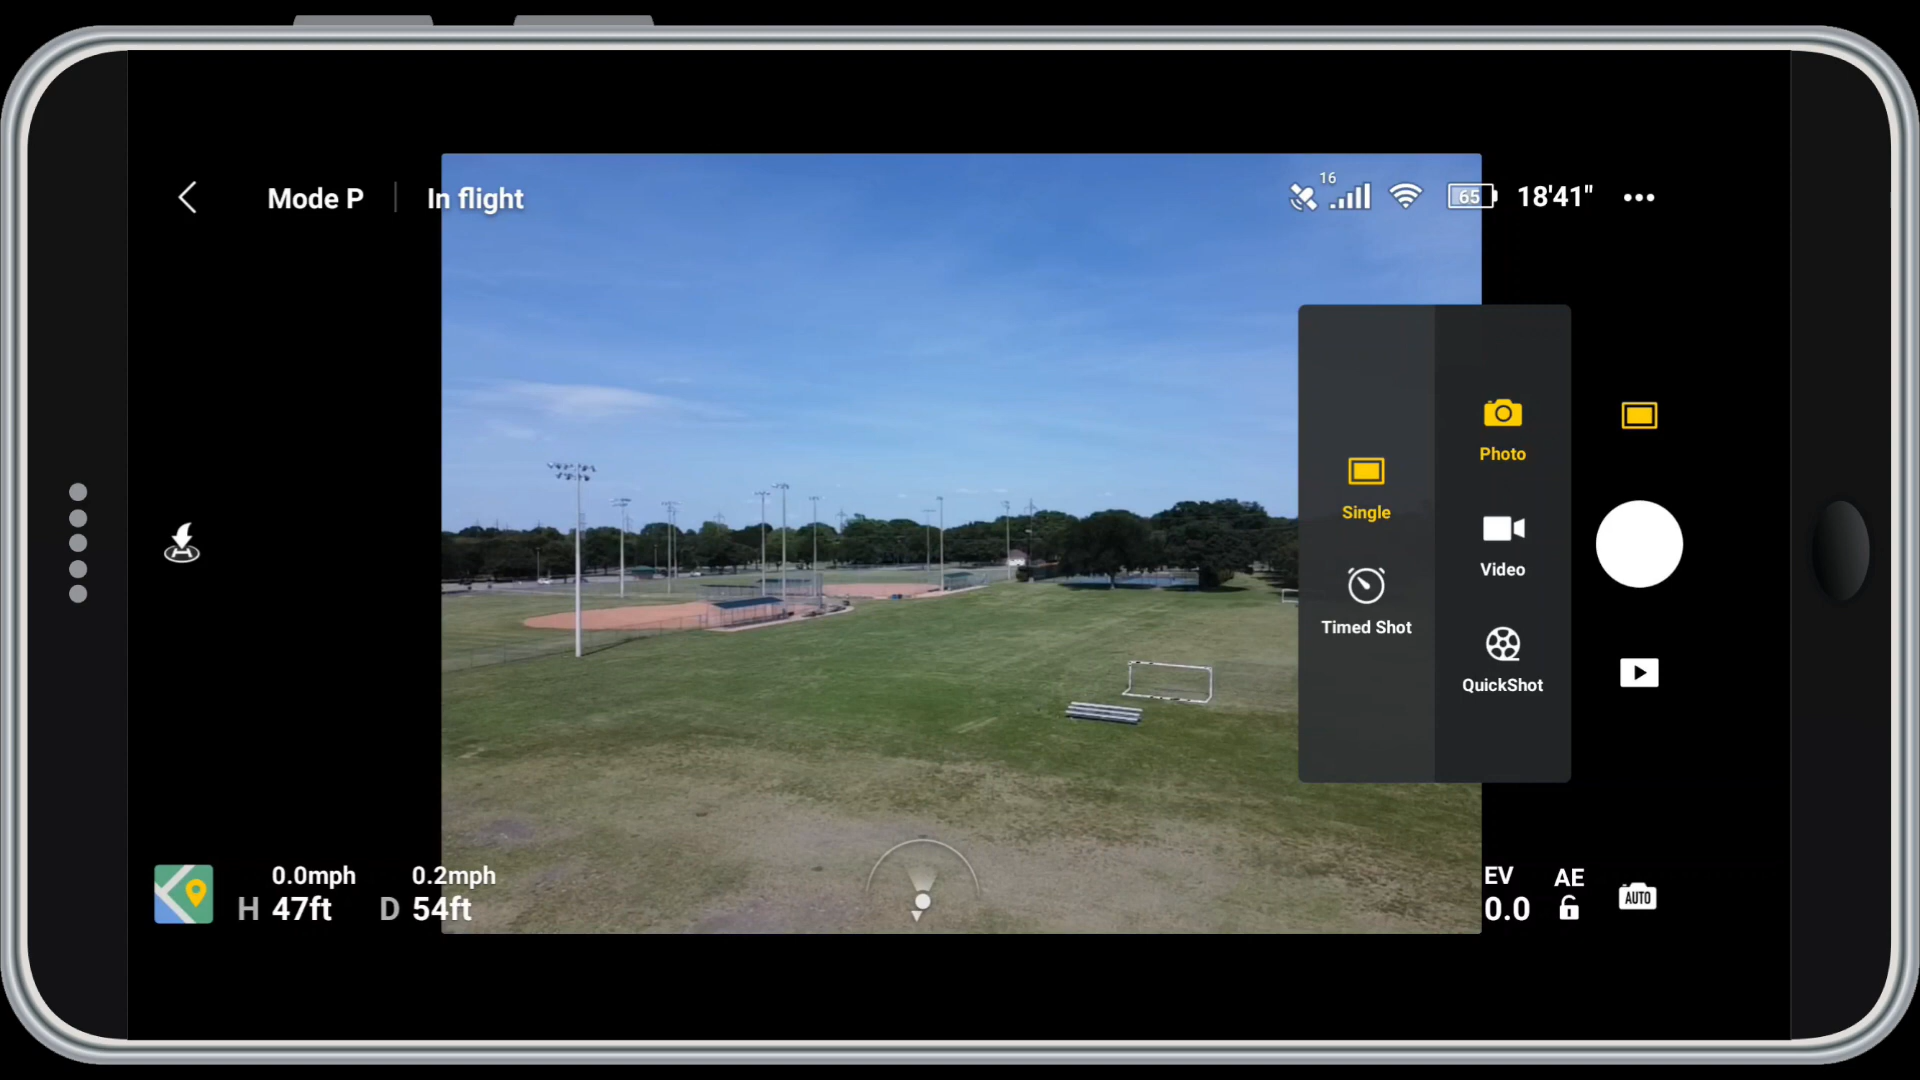 Mode P
In flight
16
65
18'41"
Photo
Single
Video
Timed Shot
QuickShot
0.0mph
0.2mph
H 47ft
D 54ft
EV
0.0
AE
AUTO